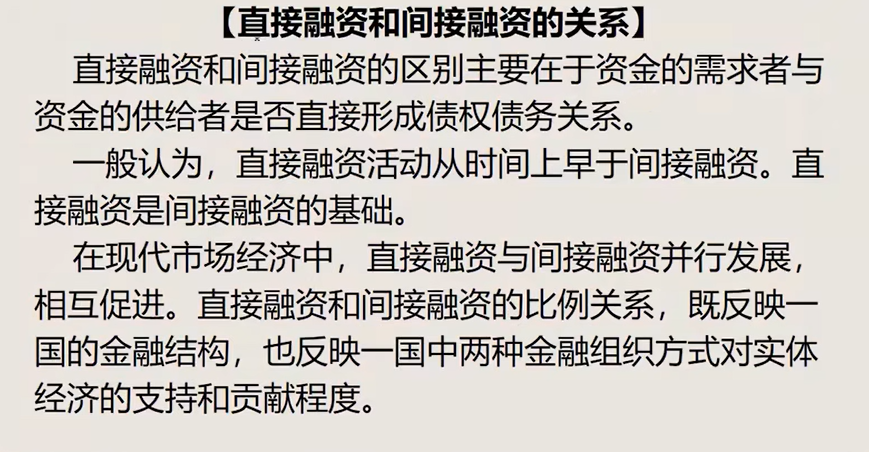 【直接融资和间接融资的关系】
直接融资和间接融资的区别主要在于资金的需求者与
资金的供给者是否直接形成债权债务关系。
一般认为，直接融资活动从时间上早于间接融资。直
接融资是间接融资的基础。
在现代市场经济中，直接融资与间接融资并行发展，
相互促进。直接融资和间接融资的比例关系，既反映一
国的金融结构，也反映一国中两种金融组织方式对实体
经济的支持和贡献程度。